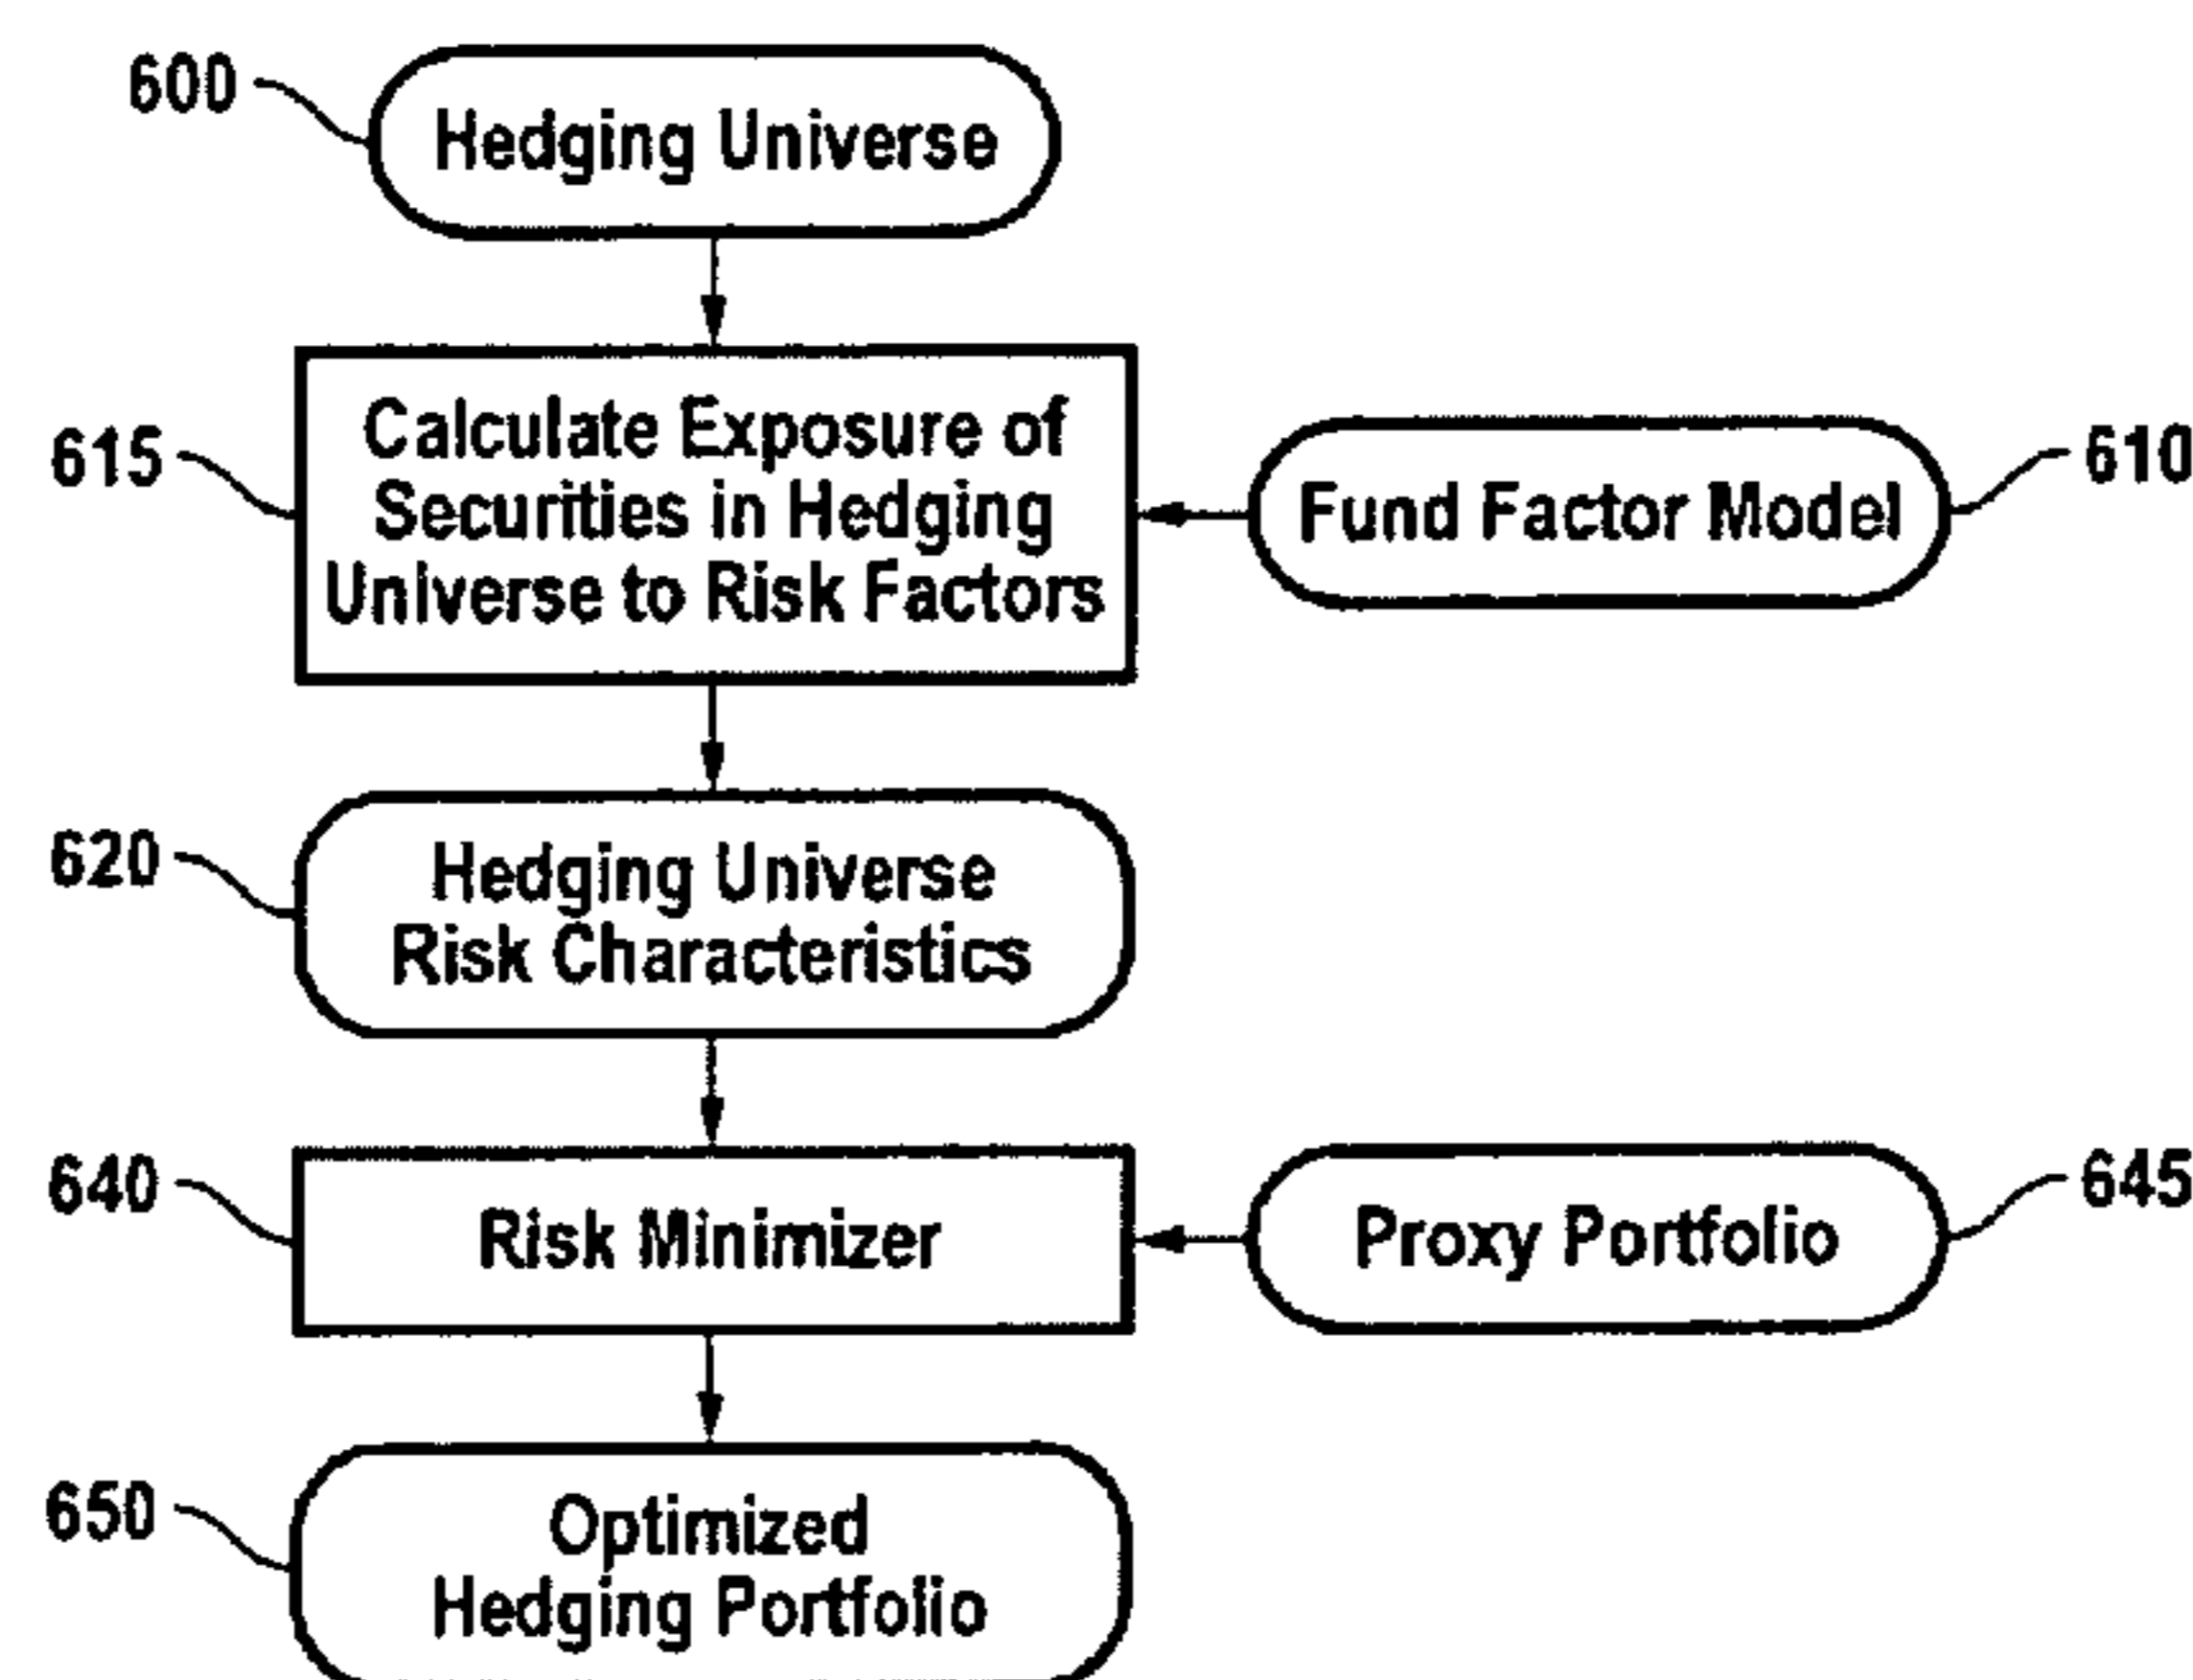 600
Hedging Universe
615
Calculate Exposure of
Securities in Hedging
Universe to Risk Factors
Fund Factor Model
610
620
Hedging Universe
Risk Characteristics
640
Risk Minimizer
Proxy Portfolio
645
650
Optimized
Hedging Portfolio